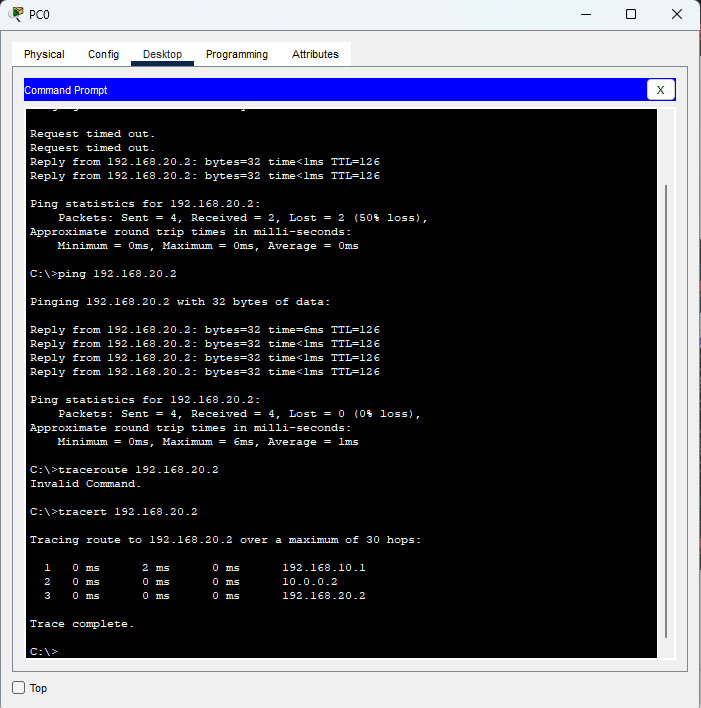 PC0
Physical Config Desktop Programming Attributes
Command Prompt X
Request timed out.
Request timed out.
Reply from 192.168.20.2: bytes=32 time<1ms TTL=126
Reply from 192.168.20.2: bytes=32 time<1ms TTL=126
Ping statistics for 192.168.20.2:
Packets: Sent = 4, Received = 2, Lost = 2 (50% loss),
Approximate round trip times in milli-seconds:
Minimum = 0ms, Maximum = 0ms, Average = 0ms
C:\>ping 192.168.20.2
Pinging 192.168.20.2 with 32 bytes of data:
Reply from 192.168.20.2: bytes=32 time=6ms TTL=126
Reply from 192.168.20.2: bytes=32 time<1ms TTL=126
Reply from 192.168.20.2: bytes=32 time<1ms TTL=126
Reply from 192.168.20.2: bytes=32 time<1ms TTL=126
Ping statistics for 192.168.20.2:
Packets: Sent = 4, Received = 4, Lost = 0 (0% loss),
Approximate round trip times in milli-seconds:
Minimum = 0ms, Maximum = 6ms, Average = 1ms
C:\>traceroute 192.168.20.2
Invalid Command.
C:\>tracert 192.168.20.2
Tracing route to 192.168.20.2 over a maximum of 30 hops:
1 0 ms 2 ms 0 ms 192.168.10.1
2 0 ms 0 ms 0 ms 10.0.0.2
3 0 ms 0 ms 0 ms 192.168.20.2
Trace complete.
C:\>
Top